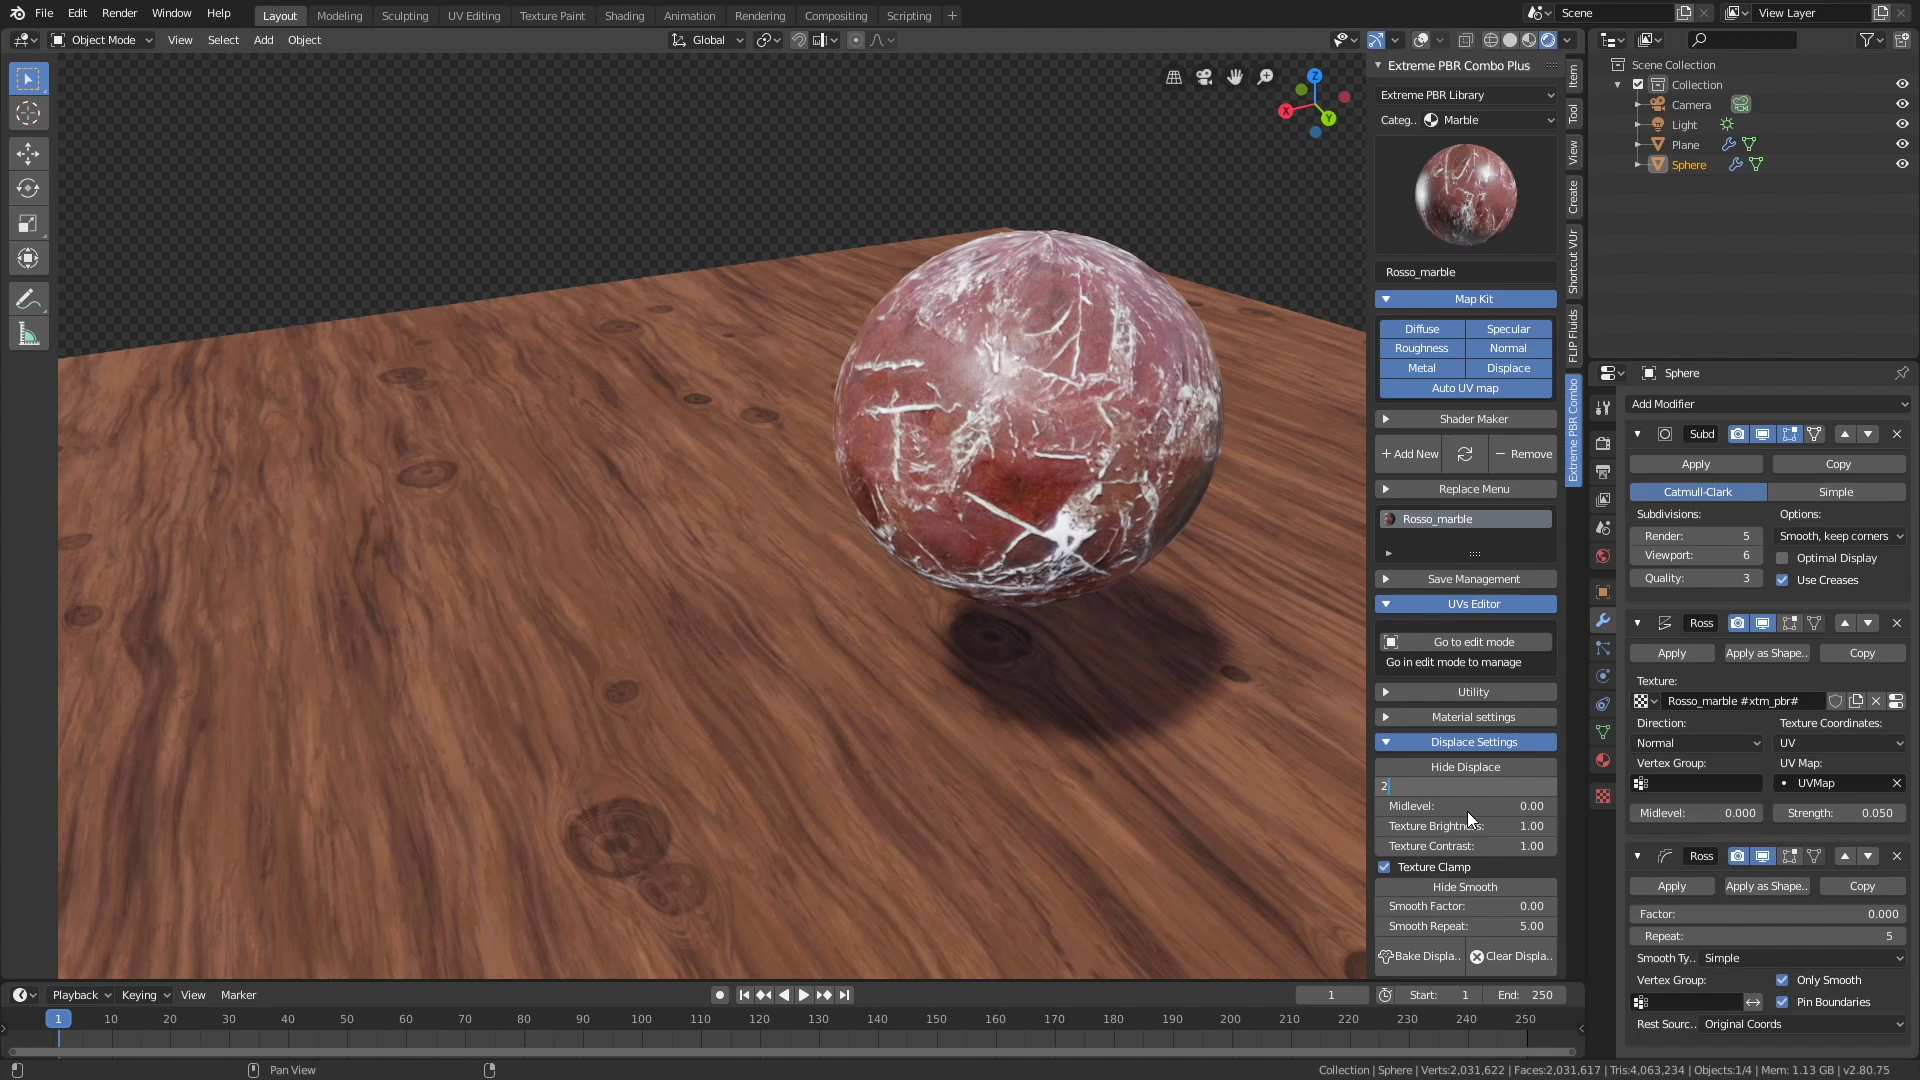 File Edit Render Window Help
Layout Modeling Sculpting UV Editing Texture Paint Shading Animation Rendering Compositing Scripting +
Scene
View Layer
Object Mode View Select Add Object
Global
X Y Z
Extreme PBR Combo Plus
Extreme PBR Library
Categ.. Marble
Rosso_marble
Map Kit
Diffuse Specular
Roughness Normal
Metal Displace
Auto UV map
Shader Maker
Add New Remove
Replace Menu
Rosso_marble
Save Management
UVs Editor
Go to edit mode
Go in edit mode to manage
Utility
Material settings
Displace Settings
Hide Displace
2
Midlevel: 0.00
Texture Brightness: 1.00
Texture Contrast: 1.00
Texture Clamp
Hide Smooth
Smooth Factor: 0.00
Smooth Repeat: 5.00
Bake Displa.. Clear Displa..
Item
Tool
View
Create
Shortcut VUr
FLIP Fluids
Extreme PBR Combo
Scene Collection
Collection
Camera
Light
Plane
Sphere
Sphere
Add Modifier
Subd
Apply Copy
Catmull-Clark Simple
Subdivisions: Options:
Render: 5 Smooth, keep corners
Viewport: 6 Optimal Display
Quality: 3 Use Creases
Ross
Apply Apply as Shape.. Copy
Texture:
Rosso_marble #xtm_pbr#
Direction: Texture Coordinates:
Normal UV
Vertex Group: UV Map:
UVMap
Midlevel: 0.000 Strength: 0.050
Ross
Apply Apply as Shape.. Copy
Factor: 0.000
Repeat: 5
Smooth Ty.. Simple
Vertex Group: Only Smooth
Pin Boundaries
Rest Sourc.. Original Coords
Playback Keying View Marker
1 Start: 1 End: 250
1 10 20 30 40 50 60 70 80 90 100 110 120 130 140 150 160 170 180 190 200 210 220 230 240 250
Pan View
Collection | Sphere | Verts:2,031,622 | Faces:2,031,617 | Tris:4,063,234 | Objects:1/4 | Mem: 1.13 GB | v2.80.75